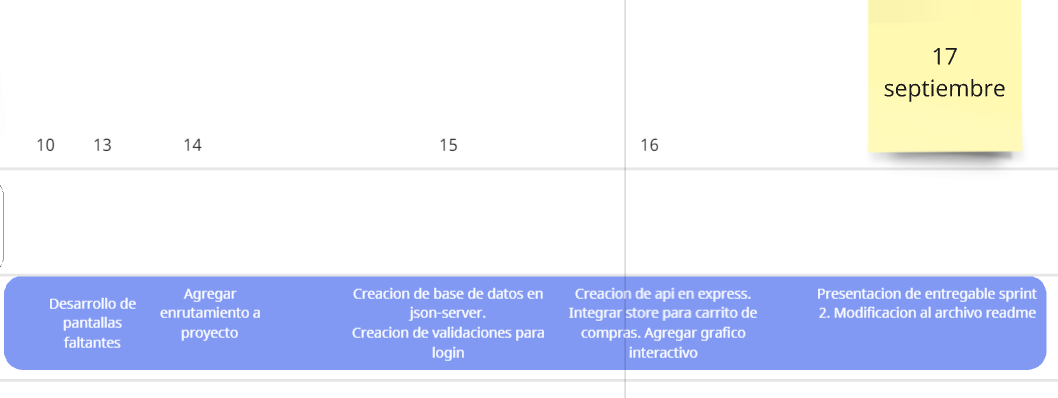 17
septiembre
10
13
14
15
16
Desarrollo de
pantallas
faltantes
Agregar
enrutamiento a
proyecto
Creacion de base de datos en
json-server.
Creacion de validaciones para
login
Creacion de api en express.
Integrar store para carrito de
compras. Agregar grafico
interactivo
Presentacion de entregable sprint
2. Modificacion al archivo readme